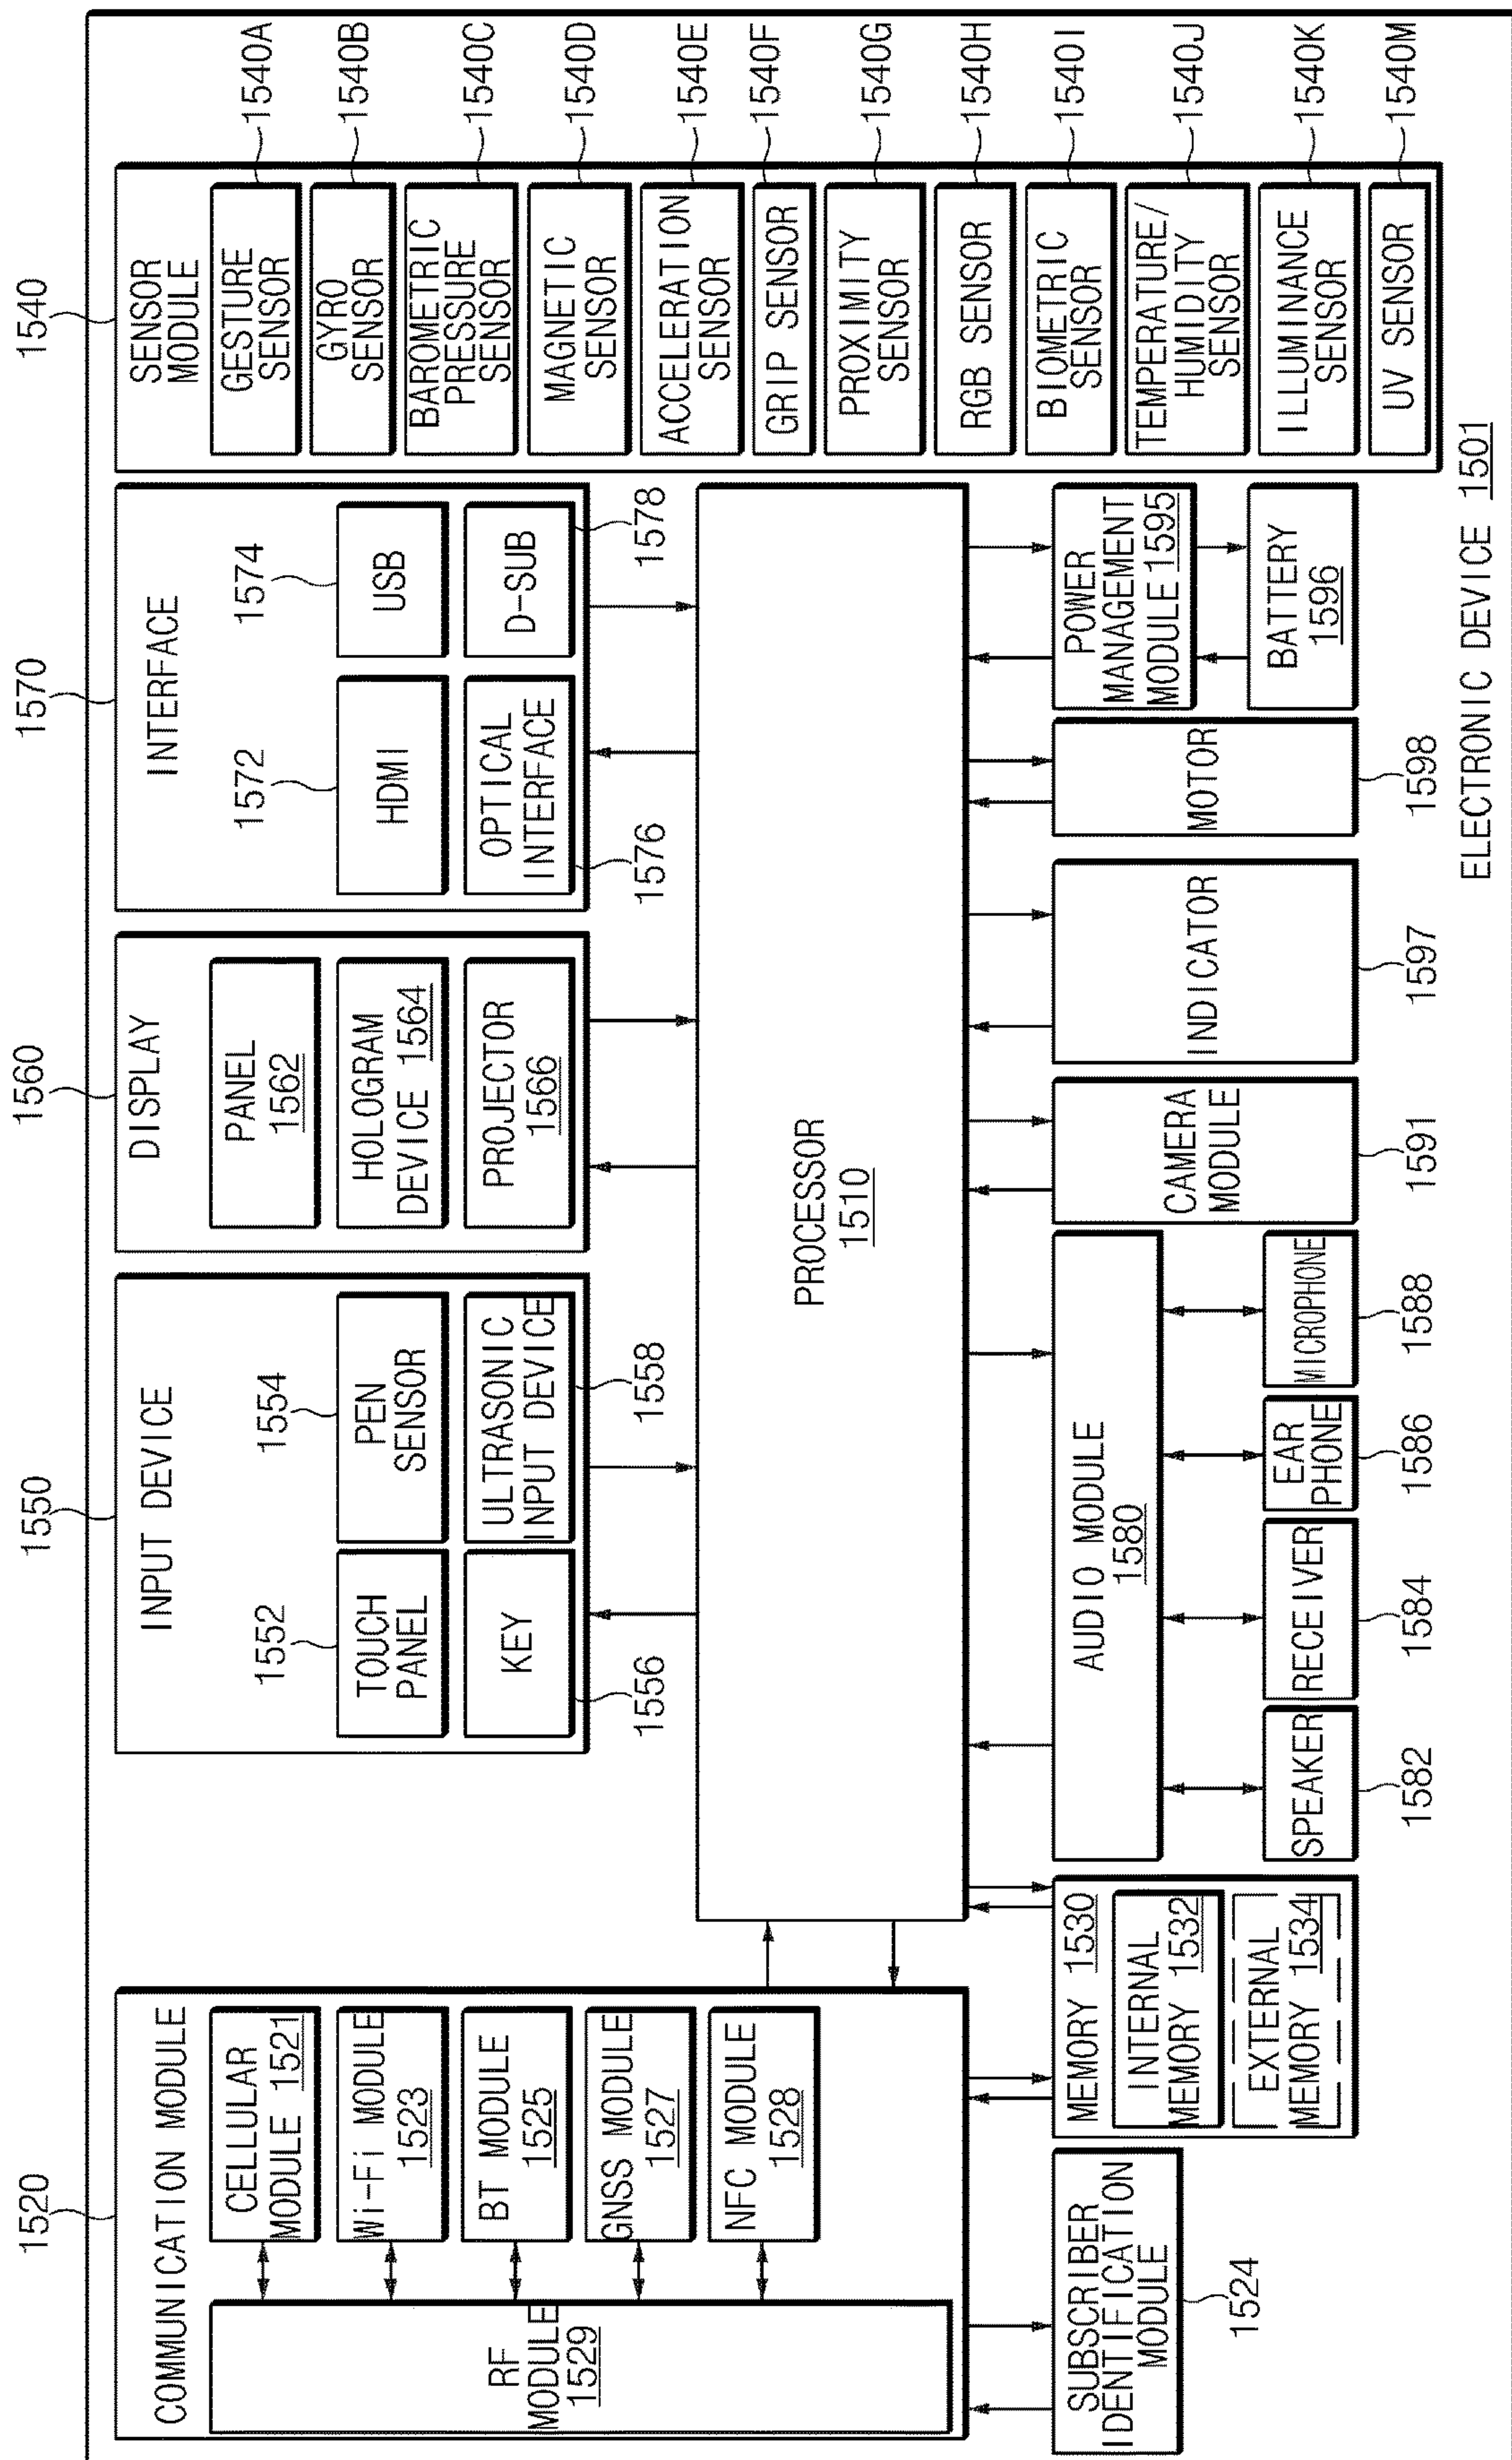 1520
COMMUNICATION MODULE
RF
MODULE
1529
CELLULAR
MODULE 1521
Wi-Fi MODULE
1523
BT MODULE
1525
GNSS MODULE
1527
NFC MODULE
1528
SUBSCRIBER
IDENTIFICATION
MODULE
1524
1550
INPUT DEVICE
1552
TOUCH
PANEL
1554
PEN
SENSOR
KEY
1556
ULTRASONIC
INPUT DEVICE
1558
1560
DISPLAY
PANEL
1562
HOLOGRAM
DEVICE 1564
PROJECTOR
1566
1570
INTERFACE
1572
HDMI
1574
USB
OPTICAL
INTERFACE
1576
D-SUB
1578
1540
SENSOR
MODULE
GESTURE
SENSOR
1540A
GYRO
SENSOR
1540B
BAROMETRIC
PRESSURE
SENSOR
1540C
MAGNETIC
SENSOR
1540D
ACCELERATION
SENSOR
1540E
GRIP SENSOR
1540F
PROXIMITY
SENSOR
1540G
RGB SENSOR
1540H
BIOMETRIC
SENSOR
1540I
TEMPERATURE/
HUMIDITY
SENSOR
1540J
ILLUMINANCE
SENSOR
1540K
UV SENSOR
1540M
PROCESSOR
1510
MEMORY 1530
INTERNAL
MEMORY 1532
EXTERNAL
MEMORY 1534
AUDIO MODULE
1580
SPEAKER
1582
RECEIVER
1584
EAR
PHONE
1586
MICROPHONE
1588
CAMERA
MODULE
1591
INDICATOR
1597
MOTOR
1598
POWER
MANAGEMENT
MODULE 1595
BATTERY
1596
ELECTRONIC DEVICE 1501